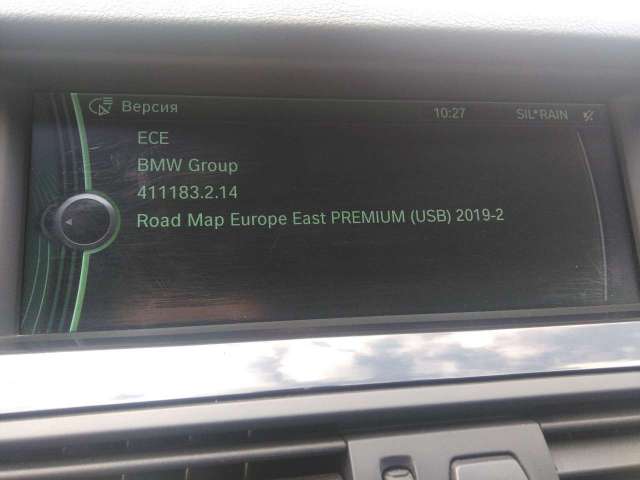 Версия 10:27 SIL*RAIN
ECE
BMW Group
411183.2.14
Road Map Europe East PREMIUM (USB) 2019-2